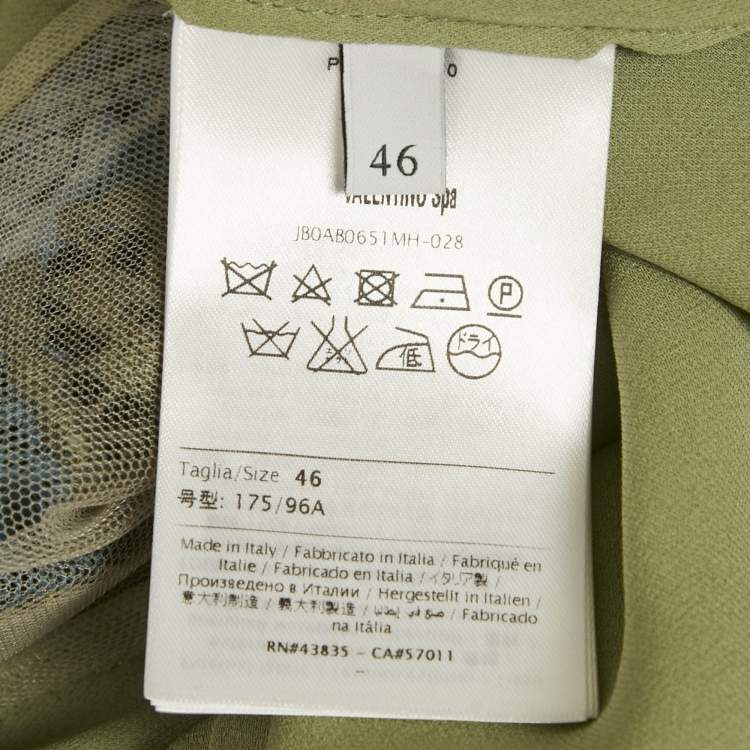 46
VALENTINO Spa
JB0AB0651MH-028
P
低
ドライ
Taglia/Size 46
号型: 175/96A
Made in Italy / Fabbricato in Italia / Fabriqué en
Italie / Fabricado en Italia / イタリア製 /
Произведено в Италии / Hergestellt in Italien /
意大利制造 / 義大利製造 / صنع في إيطاليا / Fabricado
na Itália
RN#43835 - CA#57011